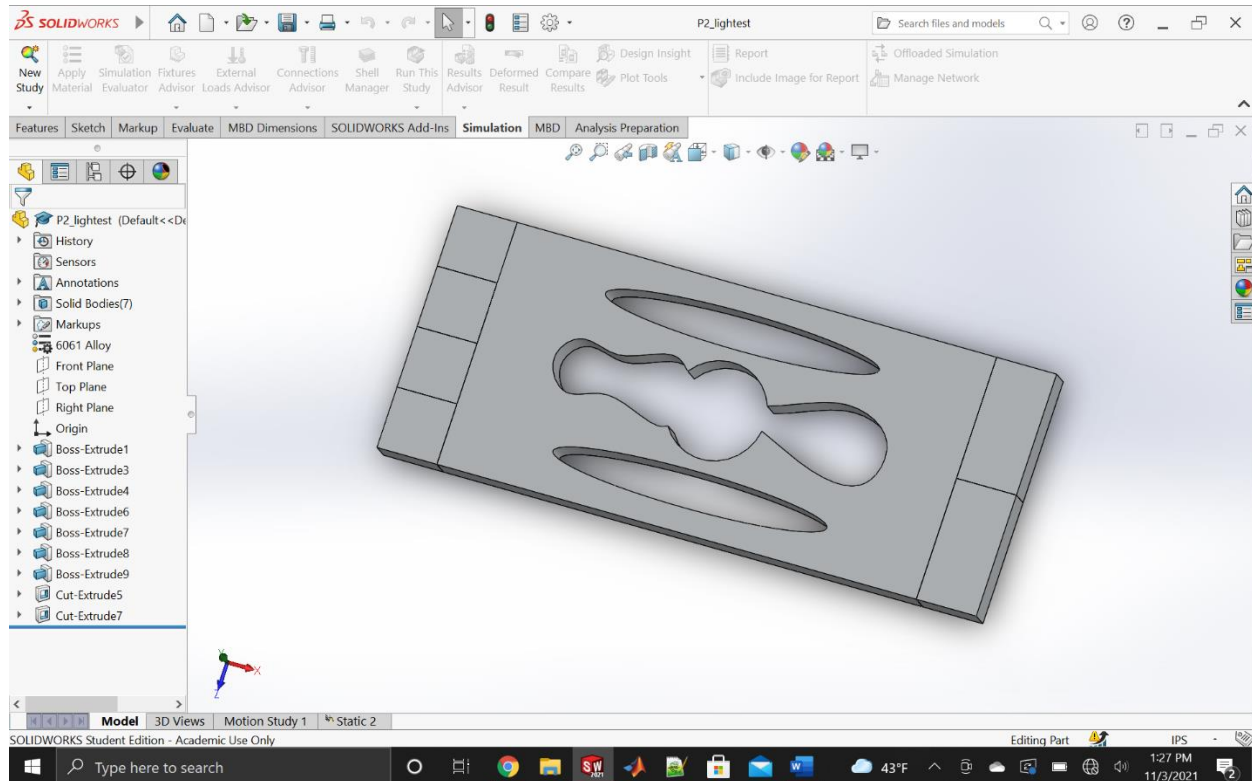 SOLIDWORKS
P2_lightest
Search files and models
New Study
Apply Material
Simulation Evaluator
Fixtures Advisor
External Loads Advisor
Connections Advisor
Shell Manager
Run This Study
Results Advisor
Deformed Result
Compare Results
Design Insight
Plot Tools
Report
Include Image for Report
Offloaded Simulation
Manage Network
Features Sketch Markup Evaluate MBD Dimensions SOLIDWORKS Add-Ins Simulation MBD Analysis Preparation
P2_lightest (Default<<De
History
Sensors
Annotations
Solid Bodies(7)
Markups
6061 Alloy
Front Plane
Top Plane
Right Plane
Origin
Boss-Extrude1
Boss-Extrude3
Boss-Extrude4
Boss-Extrude6
Boss-Extrude7
Boss-Extrude8
Boss-Extrude9
Cut-Extrude5
Cut-Extrude7
X
Z
Model 3D Views Motion Study 1 Static 2
SOLIDWORKS Student Edition - Academic Use Only
Editing Part
IPS
Type here to search
SW
2021
43°F
1:27 PM
11/3/2021
2